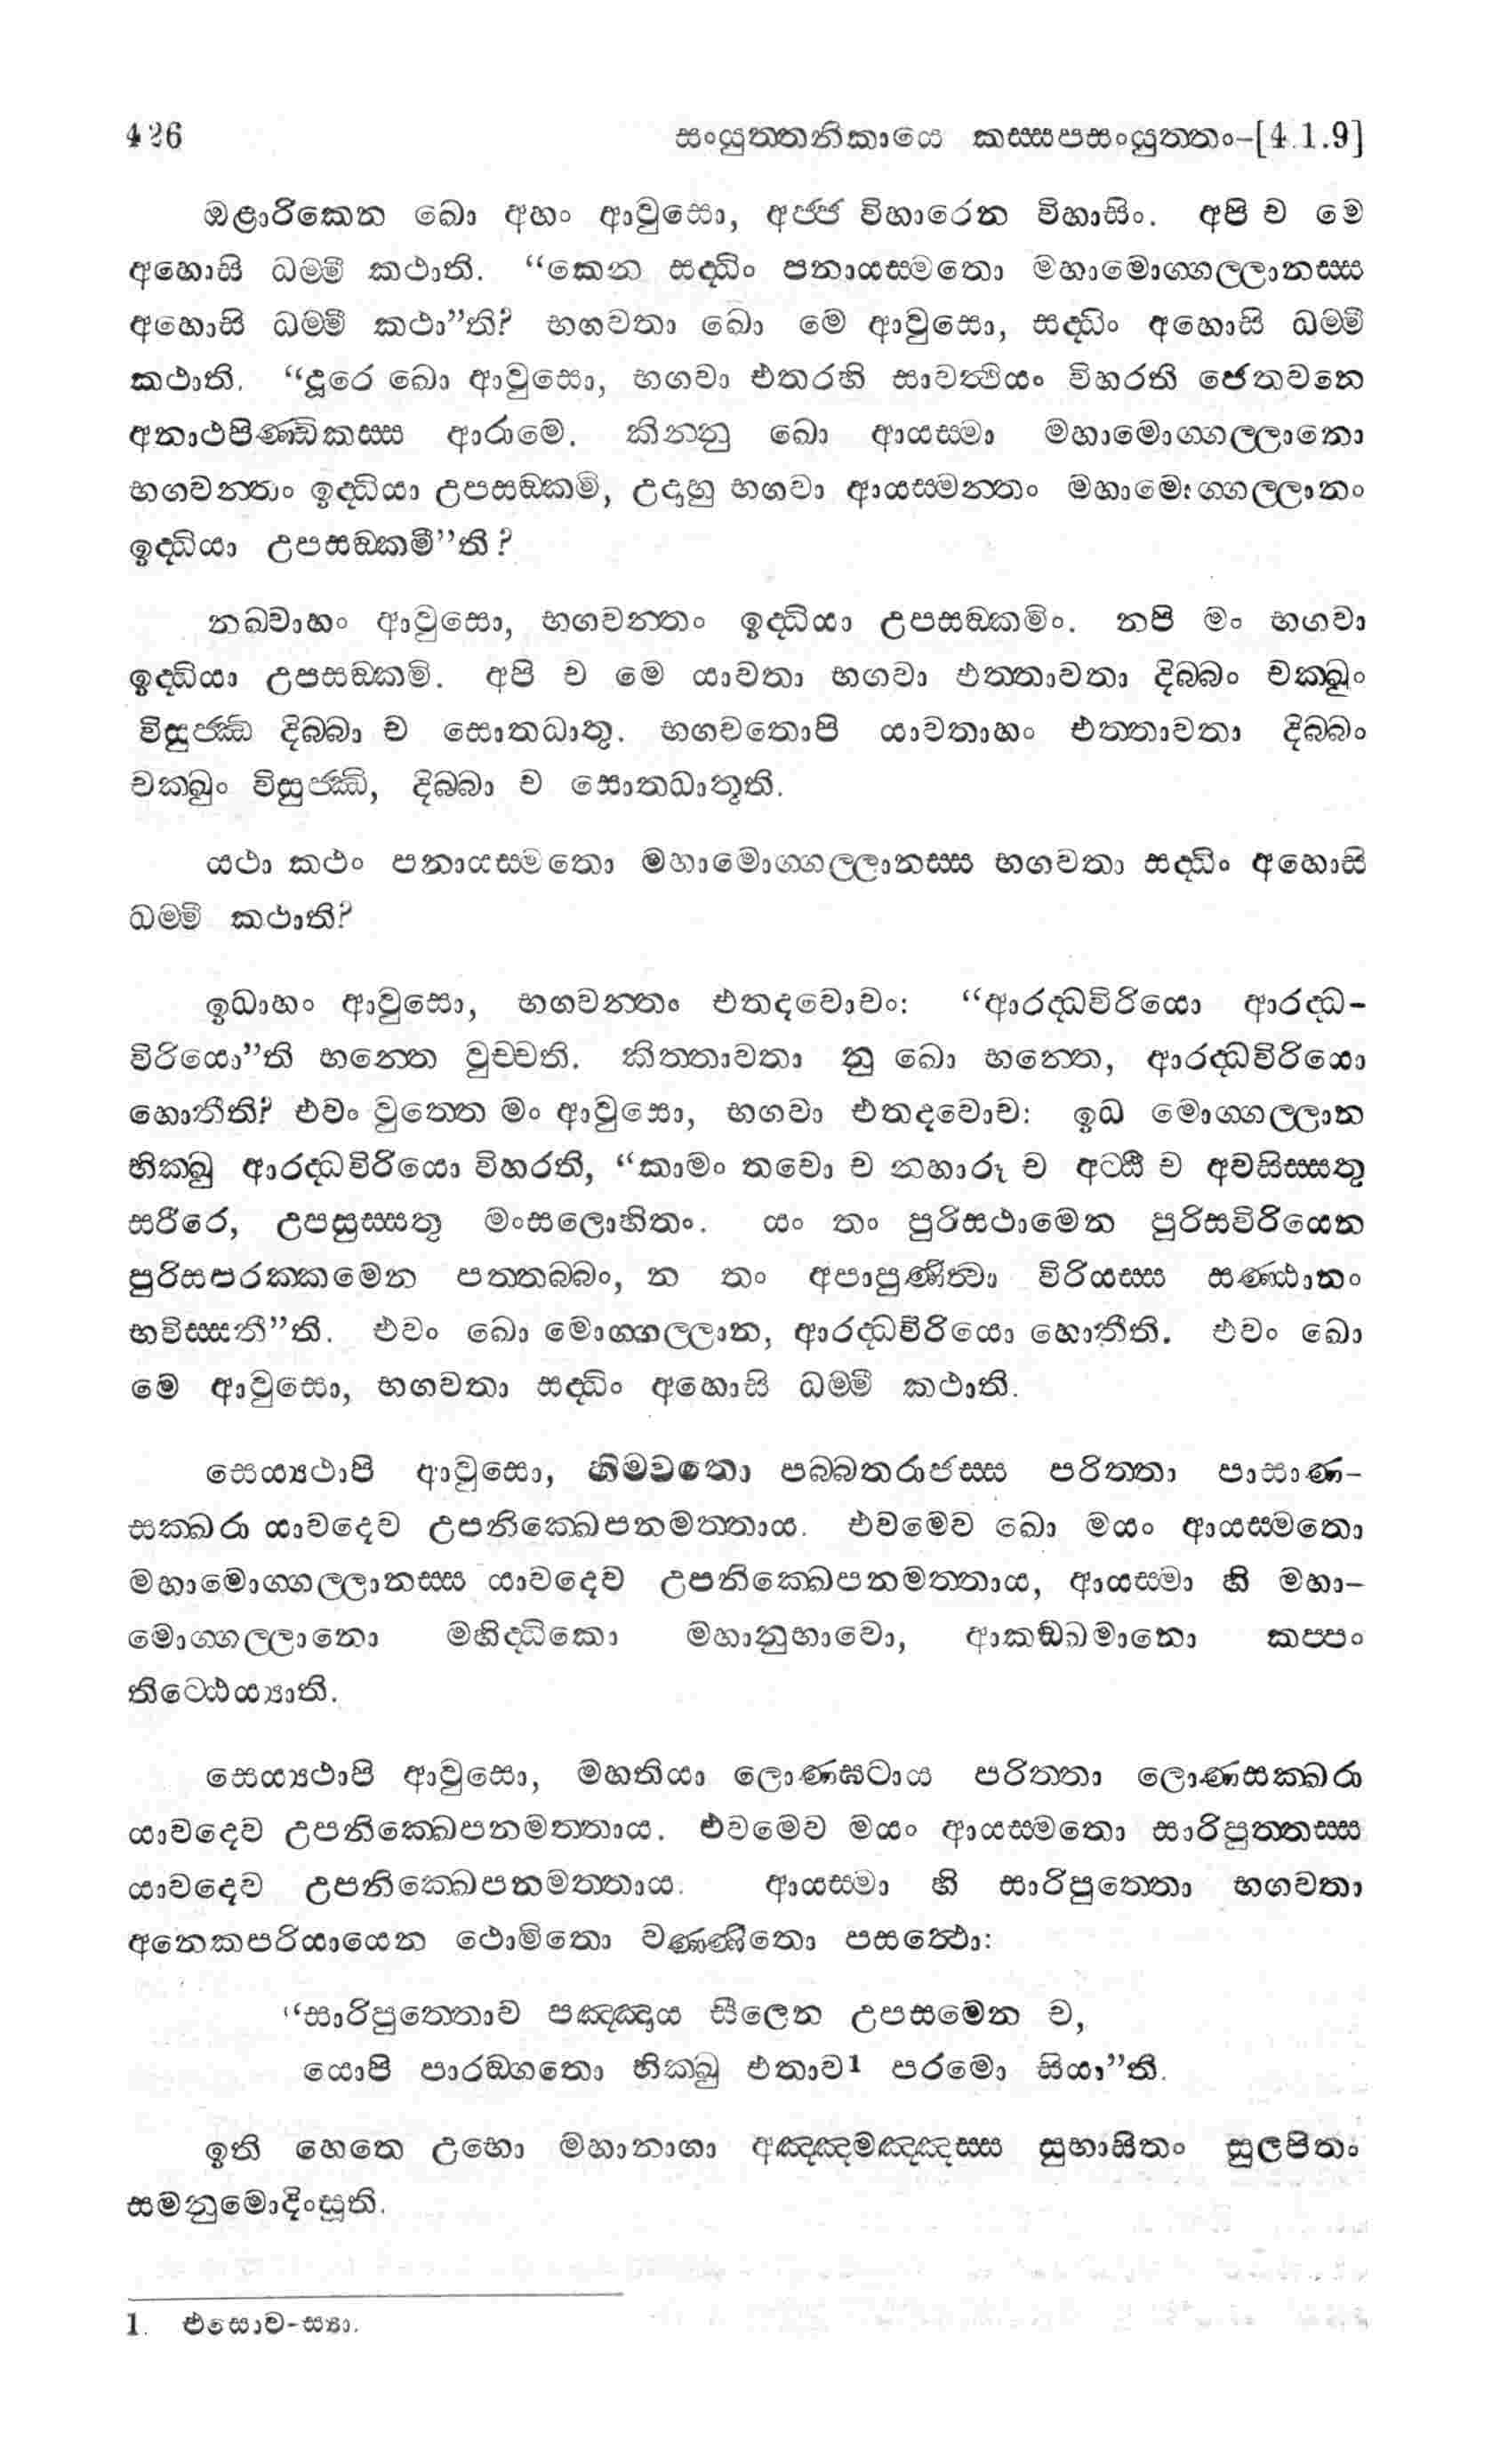 426 සංයුත්තනිකායෙ කස්සපසංයුත්තං-[4.1.9]
ඔළාරිකෙන ඛො අහං ආවුසො, අජ්ජ විහාරෙන විහාසිං. අපි ච මෙ
අහොසි ධම්මී කථාති. “කෙන සද්ධිං පනායස්මතො මහාමොග්ගල්ලානස්ස
අහොසි ධම්මී කථා”ති? භගවතා ඛො මෙ ආවුසො, සද්ධිං අහොසි ධම්මී
කථාති. “දූරෙ ඛො ආවුසො, භගවා එතරහි සාවත්ථියං විහරති ජෙතවනෙ
අනාථපිණ්ඩිකස්ස ආරාමෙ. කින්නු ඛො ආයස්මා මහාමොග්ගල්ලානො
භගවන්තං ඉද්ධියා උපසඞ්කමි, උදාහු භගවා ආයස්මන්තං මහාමොග්ගල්ලානං
ඉද්ධියා උපසඞ්කමී”ති?
නඛ්වාහං ආවුසො, භගවන්තං ඉද්ධියා උපසඞ්කමිං. නපි මං භගවා
ඉද්ධියා උපසඞ්කමි. අපි ච මෙ යාවතා භගවා එත්තාවතා දිබ්බං චක්ඛුං
විසුජ්ඣි දිබ්බා ච සොතධාතු. භගවතොපි යාවතාහං එත්තාවතා දිබ්බං
චක්ඛුං විසුජ්ඣි, දිබ්බා ච සොතධාතූති.
යථා කථං පනායස්මතො මහාමොග්ගල්ලානස්ස භගවතා සද්ධිං අහොසි
ධම්මී කථාති?
ඉධාහං ආවුසො, භගවන්තං එතදවොචං: “ආරද්ධවිරියො ආරද්ධ-
විරියො”ති භන්තෙ වුච්චති. කිත්තාවතා නු ඛො භන්තෙ, ආරද්ධවිරියො
හොතීති? එවං වුත්තෙ මං ආවුසො, භගවා එතදවොච: ඉධ මොග්ගල්ලාන
භික්ඛු ආරද්ධවිරියො විහරති, “කාමං තචො ච නහාරූ ච අට්ඨී ච අවසිස්සතු
සරීරෙ, උපසුස්සතු මංසලොහිතං. යං තං පුරිසථාමෙන පුරිසවිරියෙන
පුරිසපරක්කමෙන පත්තබ්බං, න තං අපාපුණිත්වා විරියස්ස සණ්ඨානං
භවිස්සතී”ති. එවං ඛො මොග්ගල්ලාන, ආරද්ධවිරියො හොතීති. එවං ඛො
මෙ ආවුසො, භගවතා සද්ධිං අහොසි ධම්මී කථාති.
සෙය්‍යථාපි ආවුසො, හිමවතො පබ්බතරාජස්ස පරිත්තා පාසාණ-
සක්ඛරා යාවදෙව උපනික්ඛෙපනමත්තාය. එවමෙව ඛො මයං ආයස්මතො
මහාමොග්ගල්ලානස්ස යාවදෙව උපනික්ඛෙපනමත්තාය, ආයස්මා හි මහා-
මොග්ගල්ලානො මහිද්ධිකො මහානුභාවො, ආකඞ්ඛමානො කප්පං
තිට්ඨෙය්‍යාති.
සෙය්‍යථාපි ආවුසො, මහතියා ලොණඝටාය පරිත්තා ලොණසක්ඛරා
යාවදෙව උපනික්ඛෙපනමත්තාය. එවමෙව මයං ආයස්මතො සාරිපුත්තස්ස
යාවදෙව උපනික්ඛෙපනමත්තාය. ආයස්මා හි සාරිපුත්තො භගවතා
අනෙකපරියායෙන ථොමිතො වණ්ණිතො පසත්ථො:
“සාරිපුත්තොව පඤ්ඤාය සීලෙන උපසමෙන ච,
යොපි පාරඞ්ගතො භික්ඛු එතාව1 පරමො සියා”ති.
ඉති හෙතෙ උභො මහානාගා අඤ්ඤමඤ්ඤස්ස සුභාසිතං සුලපිතං
සමනුමොදිංසූති.
1. එසොව-ස්‍යා.